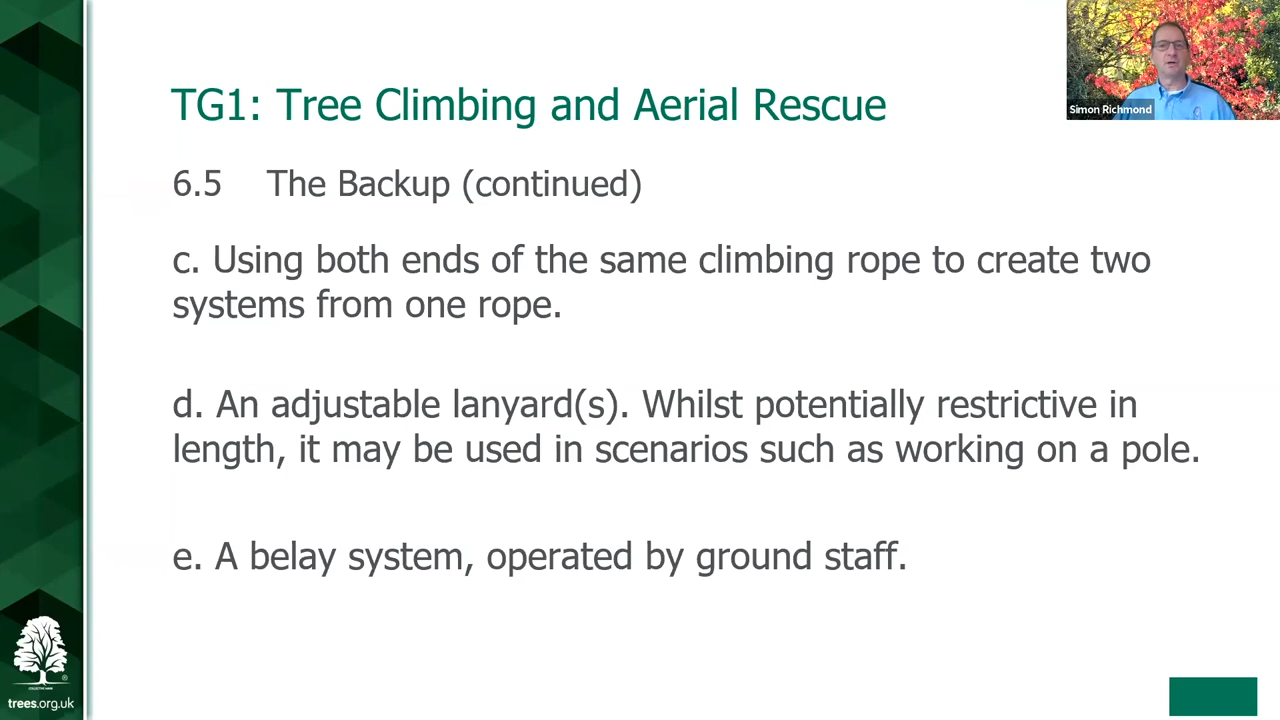 TG1: Tree Climbing and Aerial Rescue
Simon Richmond
6.5 The Backup (continued)
c. Using both ends of the same climbing rope to create two
systems from one rope.
d. An adjustable lanyard(s). Whilst potentially restrictive in
length, it may be used in scenarios such as working on a pole.
e. A belay system, operated by ground staff.
COLLECTIVE MARK
trees.org.uk